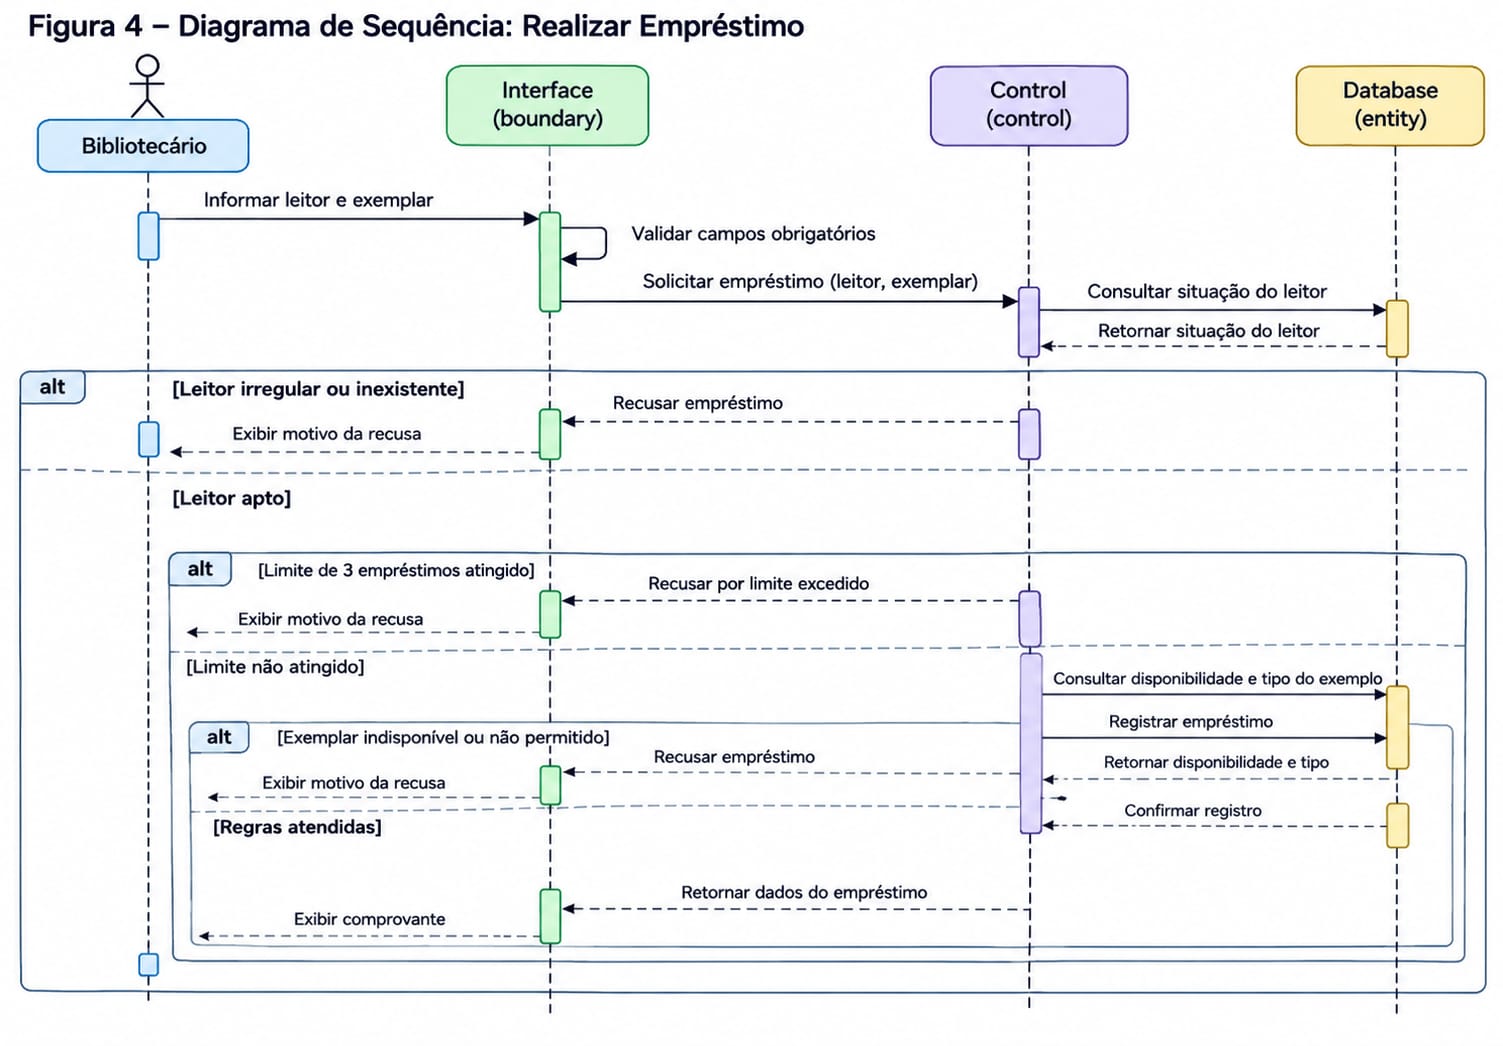 Figura 4 – Diagrama de Sequência: Realizar Empréstimo
Bibliotecário
Interface
(boundary)
Control
(control)
Database
(entity)
Informar leitor e exemplar
Validar campos obrigatórios
Solicitar empréstimo (leitor, exemplar)
Consultar situação do leitor
Retornar situação do leitor
alt
[Leitor irregular ou inexistente]
Recusar empréstimo
Exibir motivo da recusa
[Leitor apto]
alt
[Limite de 3 empréstimos atingido]
Recusar por limite excedido
Exibir motivo da recusa
[Limite não atingido]
Consultar disponibilidade e tipo do exemplo
Registrar empréstimo
alt
[Exemplar indisponível ou não permitido]
Recusar empréstimo
Retornar disponibilidade e tipo
Exibir motivo da recusa
Confirmar registro
[Regras atendidas]
Retornar dados do empréstimo
Exibir comprovante